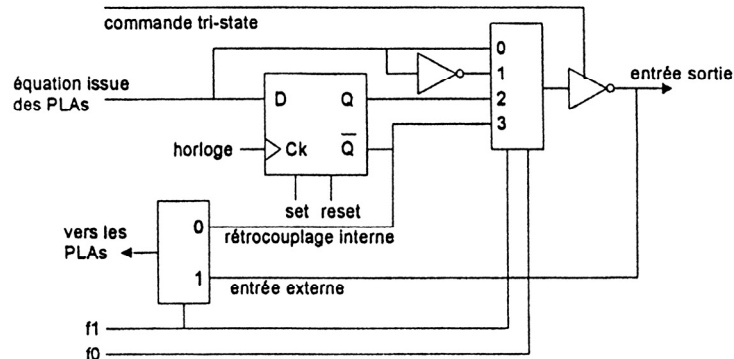 commande tri-state
0
1
2
3
entrée sortie
équation issue
des PLAs
D Q
horloge
Ck Q
set reset
vers les
PLAs
0
rétrocouplage interne
1
entrée externe
f1
f0